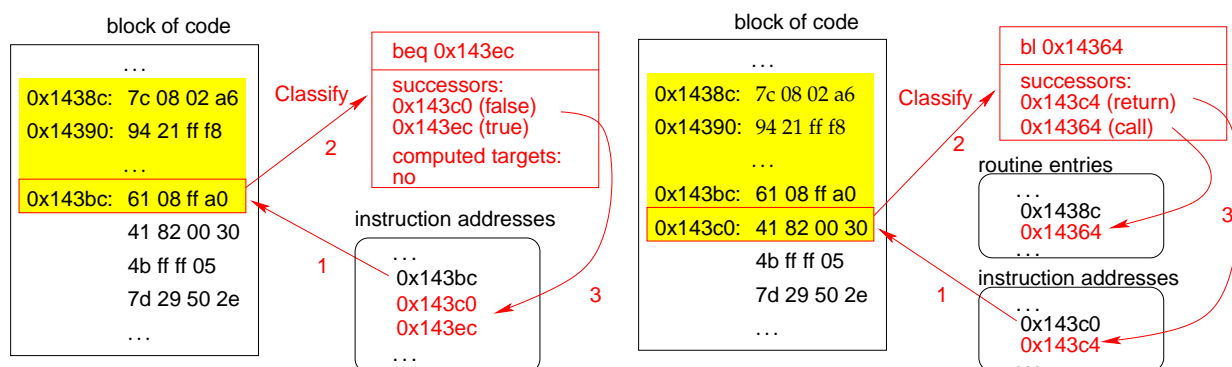 block of code
. . .
0x1438c: 7c 08 02 a6
0x14390: 94 21 ff f8
. . .
0x143bc: 61 08 ff a0
41 82 00 30
4b ff ff 05
7d 29 50 2e
. . .
Classify
2
beq 0x143ec
successors:
0x143c0 (false)
0x143ec (true)
computed targets:
no
1
3
instruction addresses
. . .
0x143bc
0x143c0
0x143ec
. . .
block of code
. . .
0x1438c: 7c 08 02 a6
0x14390: 94 21 ff f8
. . .
0x143bc: 61 08 ff a0
0x143c0: 41 82 00 30
4b ff ff 05
7d 29 50 2e
. . .
Classify
2
bl 0x14364
successors:
0x143c4 (return)
0x14364 (call)
routine entries
. . .
0x1438c
0x14364
. . .
3
1
instruction addresses
. . .
0x143c0
0x143c4
. . .